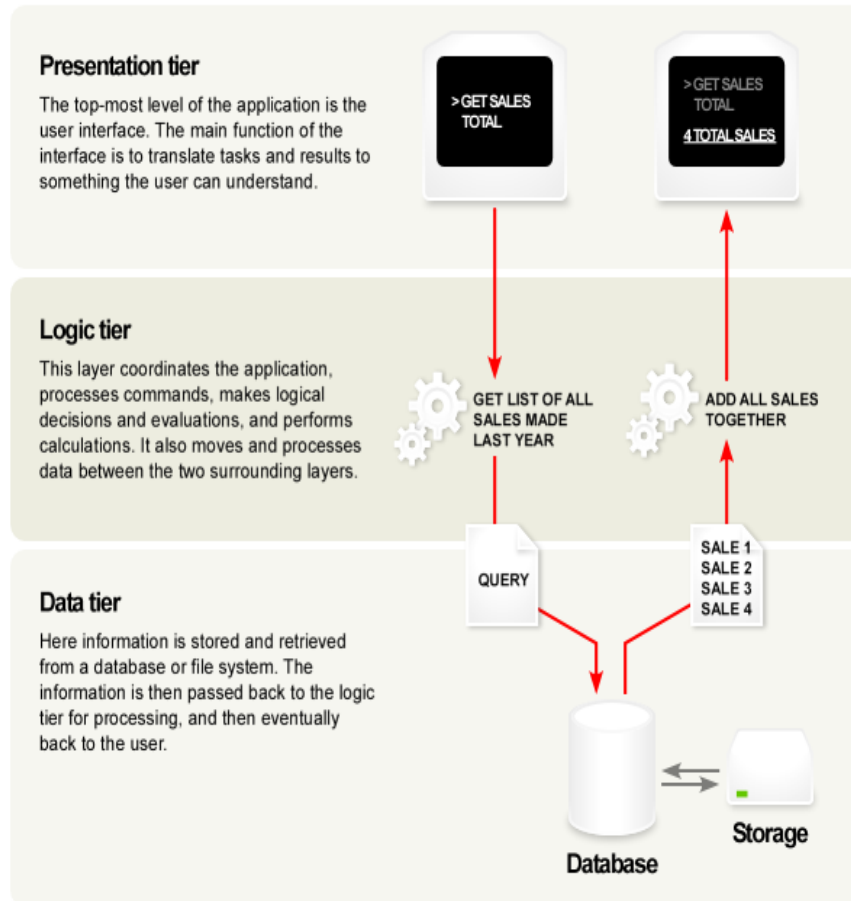 Presentation tier
The top-most level of the application is the
user interface. The main function of the
interface is to translate tasks and results to
something the user can understand.
> GET SALES
TOTAL
> GET SALES
TOTAL
4 TOTAL SALES
Logic tier
This layer coordinates the application,
processes commands, makes logical
decisions and evaluations, and performs
calculations. It also moves and processes
data between the two surrounding layers.
GET LIST OF ALL
SALES MADE
LAST YEAR
ADD ALL SALES
TOGETHER
Data tier
Here information is stored and retrieved
from a database or file system. The
information is then passed back to the logic
tier for processing, and then eventually
back to the user.
QUERY
SALE 1
SALE 2
SALE 3
SALE 4
Database
Storage